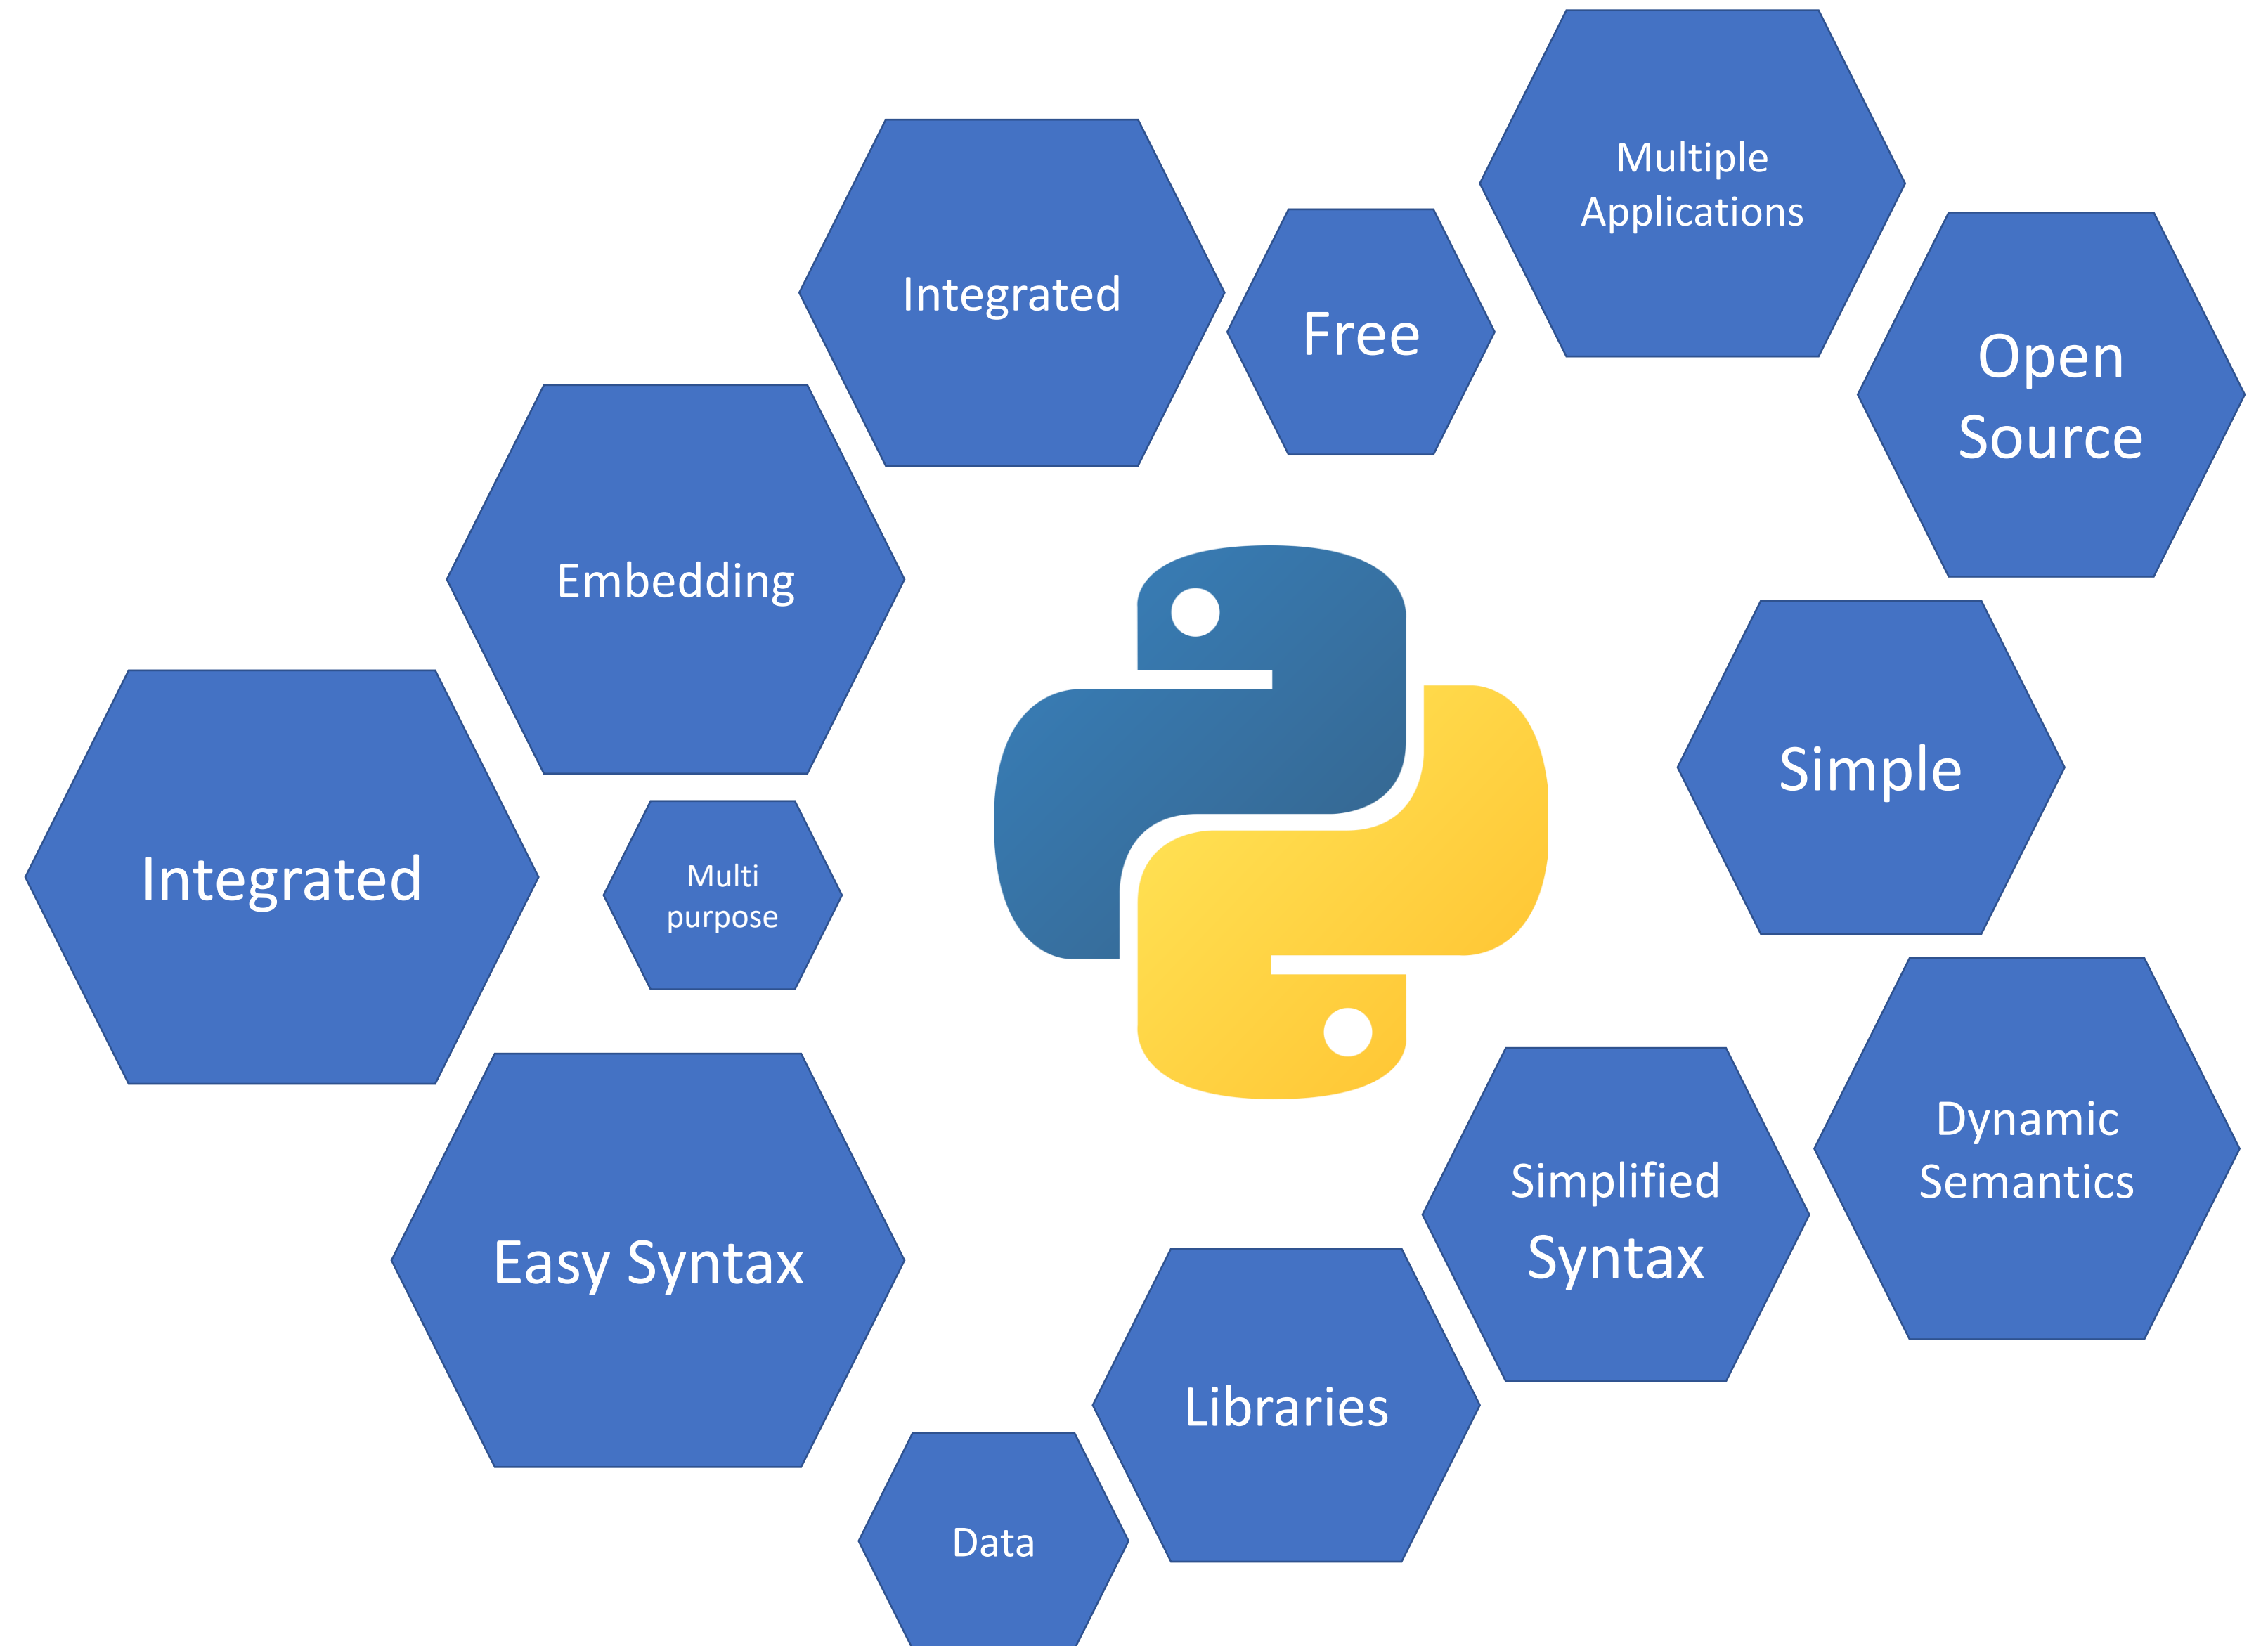 Multiple
Applications
Integrated
Free
Open
Source
Embedding
Simple
Integrated
Multi
purpose
Dynamic
Semantics
Simplified
Syntax
Easy Syntax
Libraries
Data